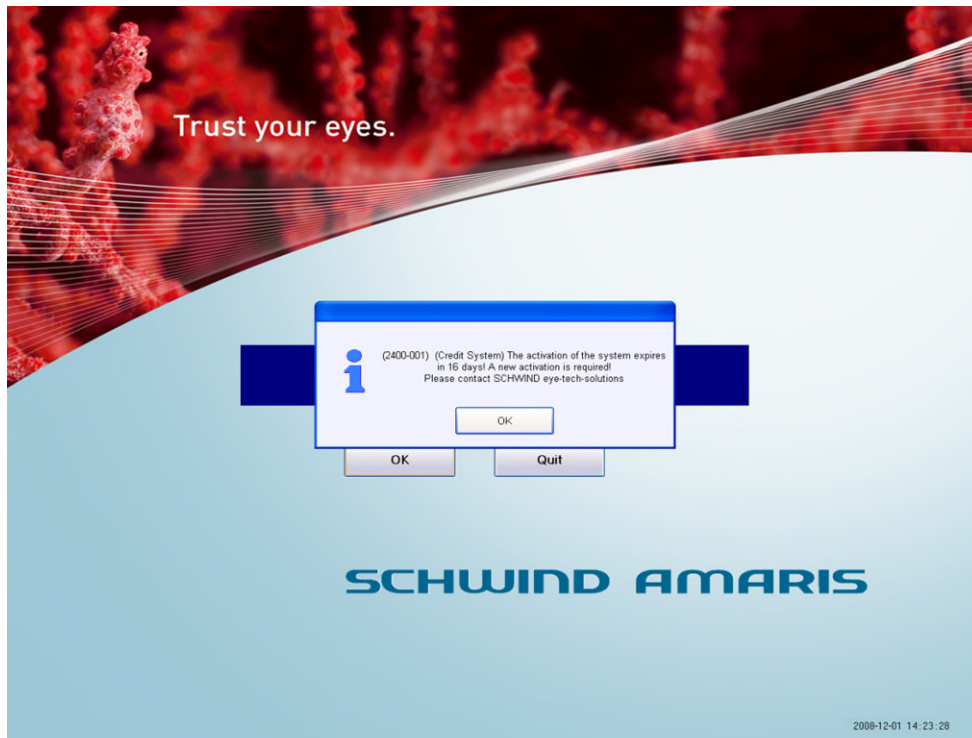 Trust your eyes.
(2400-001) (Credit System) The activation of the system expires
in 16 days! A new activation is required!
Please contact SCHWIND eye-tech-solutions
OK
OK Quit
SCHWIND AMARIS
2008-12-01 14:23:28